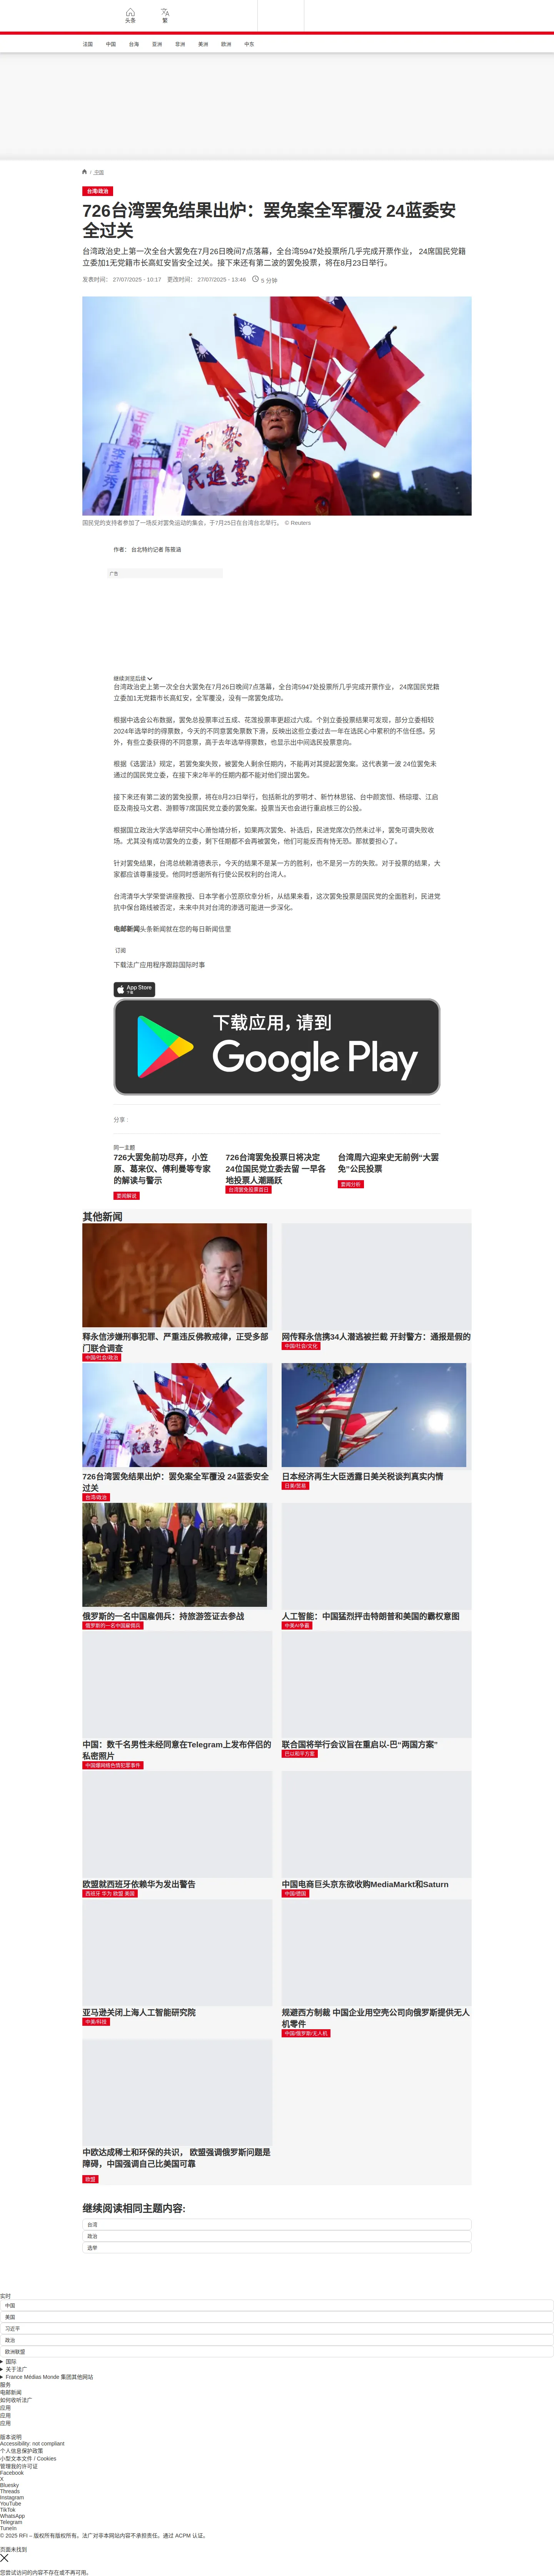 头条
繁
法国 中国 台海 亚洲 非洲 美洲 欧洲 中东
/ 中国
台湾/政治
726台湾罢免结果出炉：罢免案全军覆没 24蓝委安
全过关
台湾政治史上第一次全台大罢免在7月26日晚间7点落幕，全台湾5947处投票所几乎完成开票作业， 24席国民党籍
立委加1无党籍市长高虹安皆安全过关。接下来还有第二波的罢免投票，将在8月23日举行。
发表时间： 27/07/2025 - 10:17 更改时间： 27/07/2025 - 13:46 5 分钟
国民党的支持者参加了一场反对罢免运动的集会，于7月25日在台湾台北举行。 © Reuters
作者： 台北特约记者 陈筱涵
广告
继续浏览后续
台湾政治史上第一次全台大罢免在7月26日晚间7点落幕，全台湾5947处投票所几乎完成开票作业， 24席国民党籍
立委加1无党籍市长高虹安，全军覆没，没有一席罢免成功。
根据中选会公布数据，罢免总投票率过五成、花莲投票率更超过六成。个别立委投票结果可发现，部分立委相较
2024年选举时的得票数，今天的不同意罢免票数下滑，反映出这些立委过去一年在选民心中累积的不信任感。另
外，有些立委获得的不同意票，高于去年选举得票数，也显示出中间选民投票意向。
根据《选罢法》规定，若罢免案失败，被罢免人剩余任期内，不能再对其提起罢免案。这代表第一波 24位罢免未
通过的国民党立委，在接下来2年半的任期内都不能对他们提出罢免。
接下来还有第二波的罢免投票，将在8月23日举行，包括新北的罗明才、新竹林思铭、台中颜宽恒、杨琼璎、江启
臣及南投马文君、游颢等7席国民党立委的罢免案。投票当天也会进行重启核三的公投。
根据国立政治大学选举研究中心萧怡靖分析，如果两次罢免、补选后，民进党席次仍然未过半，罢免可谓失败收
场。尤其没有成功罢免的立委，剩下任期都不会再被罢免，他们可能反而有恃无恐。那就要担心了。
针对罢免结果，台湾总统赖清德表示，今天的结果不是某一方的胜利，也不是另一方的失败。对于投票的结果，大
家都应该尊重接受。他同时感谢所有行使公民权利的台湾人。
台湾清华大学荣誉讲座教授、日本学者小笠原欣幸分析，从结果来看，这次罢免投票是国民党的全面胜利，民进党
抗中保台路线被否定，未来中共对台湾的渗透可能进一步深化。
电邮新闻头条新闻就在您的每日新闻信里
订阅
下载法广应用程序跟踪国际时事
App Store
下载
下载应用，请到
Google Play
分享 :
同一主题
726大罢免前功尽弃，小笠
原、葛来仪、傅利曼等专家
的解读与警示
要闻解说
726台湾罢免投票日将决定
24位国民党立委去留 一早各
地投票人潮踊跃
台湾罢免投票首日
台湾周六迎来史无前例“大罢
免”公民投票
要闻分析
其他新闻
释永信涉嫌刑事犯罪、严重违反佛教戒律，正受多部
门联合调查
中国/社会/政治
网传释永信携34人潜逃被拦截 开封警方：通报是假的
中国/社会/文化
726台湾罢免结果出炉：罢免案全军覆没 24蓝委安全
过关
台湾/政治
日本经济再生大臣透露日美关税谈判真实内情
日美/贸易
俄罗斯的一名中国雇佣兵：持旅游签证去参战
俄罗斯的一名中国雇佣兵
人工智能：中国猛烈抨击特朗普和美国的霸权意图
中美AI争霸
中国：数千名男性未经同意在Telegram上发布伴侣的
私密照片
中国爆网络色情犯罪事件
联合国将举行会议旨在重启以-巴“两国方案”
巴以和平方案
欧盟就西班牙依赖华为发出警告
西班牙 华为 欧盟 美国
中国电商巨头京东欲收购MediaMarkt和Saturn
中国/德国
亚马逊关闭上海人工智能研究院
中美/科技
规避西方制裁 中国企业用空壳公司向俄罗斯提供无人
机零件
中国/俄罗斯/无人机
中欧达成稀土和环保的共识， 欧盟强调俄罗斯问题是
障碍，中国强调自己比美国可靠
欧盟
继续阅读相同主题内容:
台湾
政治
选举
实时
中国
美国
习近平
政治
欧洲联盟
国际
关于法广
France Médias Monde 集团其他网站
服务
电邮新闻
如何收听法广
应用
应用
应用
版本说明
Accessibility: not compliant
个人信息保护政策
小型文本文件 / Cookies
管理我的许可证
Facebook
X
Bluesky
Threads
Instagram
YouTube
TikTok
WhatsApp
Telegram
TuneIn
© 2025 RFI – 版权所有版权所有。法广对非本网站内容不承担责任。通过 ACPM 认证。
页面未找到
您尝试访问的内容不存在或不再可用。